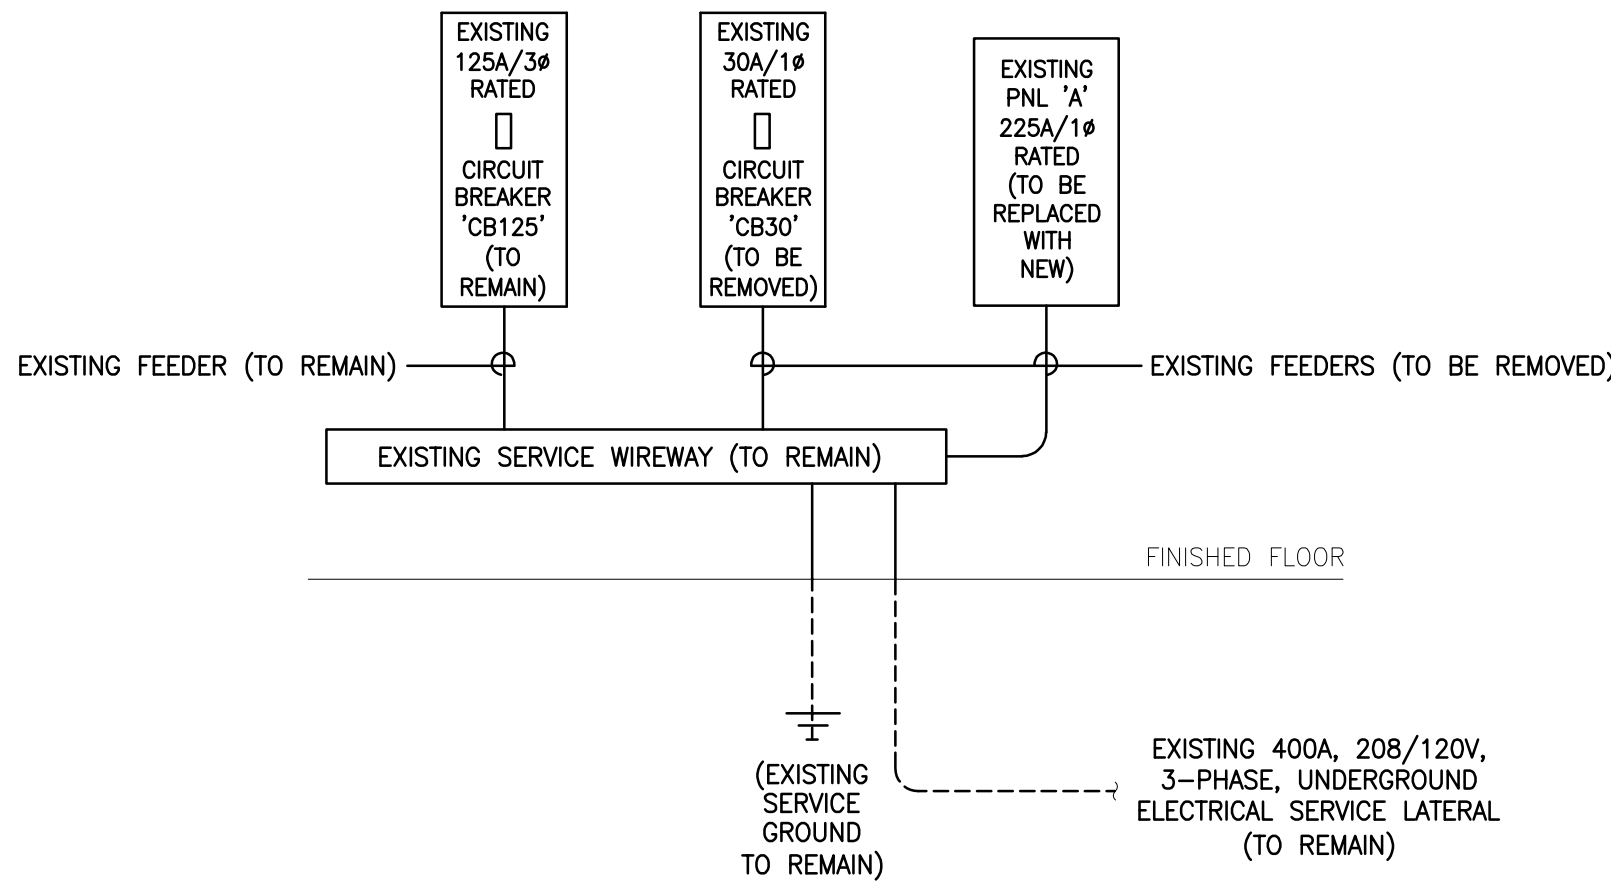 EXISTING
125A/3ø
RATED
CIRCUIT
BREAKER
'CB125'
(TO
REMAIN)
EXISTING
30A/1ø
RATED
CIRCUIT
BREAKER
'CB30'
(TO BE
REMOVED)
EXISTING
PNL 'A'
225A/1ø
RATED
(TO BE
REPLACED
WITH
NEW)
EXISTING FEEDER (TO REMAIN)
EXISTING FEEDERS (TO BE REMOVED)
EXISTING SERVICE WIREWAY (TO REMAIN)
FINISHED FLOOR
(EXISTING
SERVICE
GROUND
TO REMAIN)
EXISTING 400A, 208/120V,
3-PHASE, UNDERGROUND
ELECTRICAL SERVICE LATERAL
(TO REMAIN)